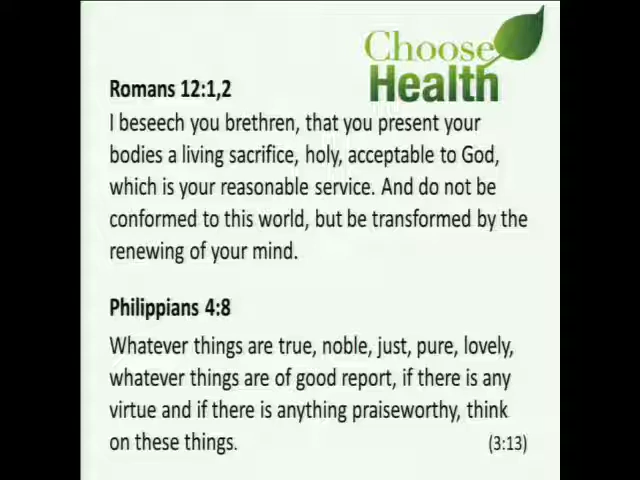 Choose
Health
Romans 12:1,2
I beseech you brethren, that you present your
bodies a living sacrifice, holy, acceptable to God,
which is your reasonable service. And do not be
conformed to this world, but be transformed by the
renewing of your mind.
Philippians 4:8
Whatever things are true, noble, just, pure, lovely,
whatever things are of good report, if there is any
virtue and if there is anything praiseworthy, think
on these things. (3:13)